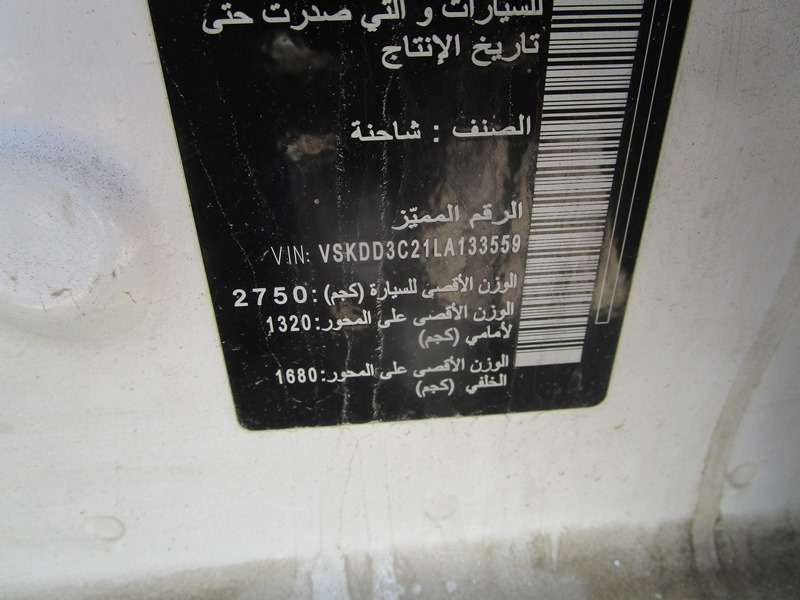 للسيارات و التي صدرت حتى
تاريخ الإنتاج
الصنف : شاحنة
الرقم المميّز
VIN: VSKDD3C21LA133559
الوزن الأقصى للسيارة (كجم): 2750
الوزن الأقصى على المحور: 1320
لأمامي (كجم)
الوزن الأقصى على المحور: 1680
الخلفي (كجم)